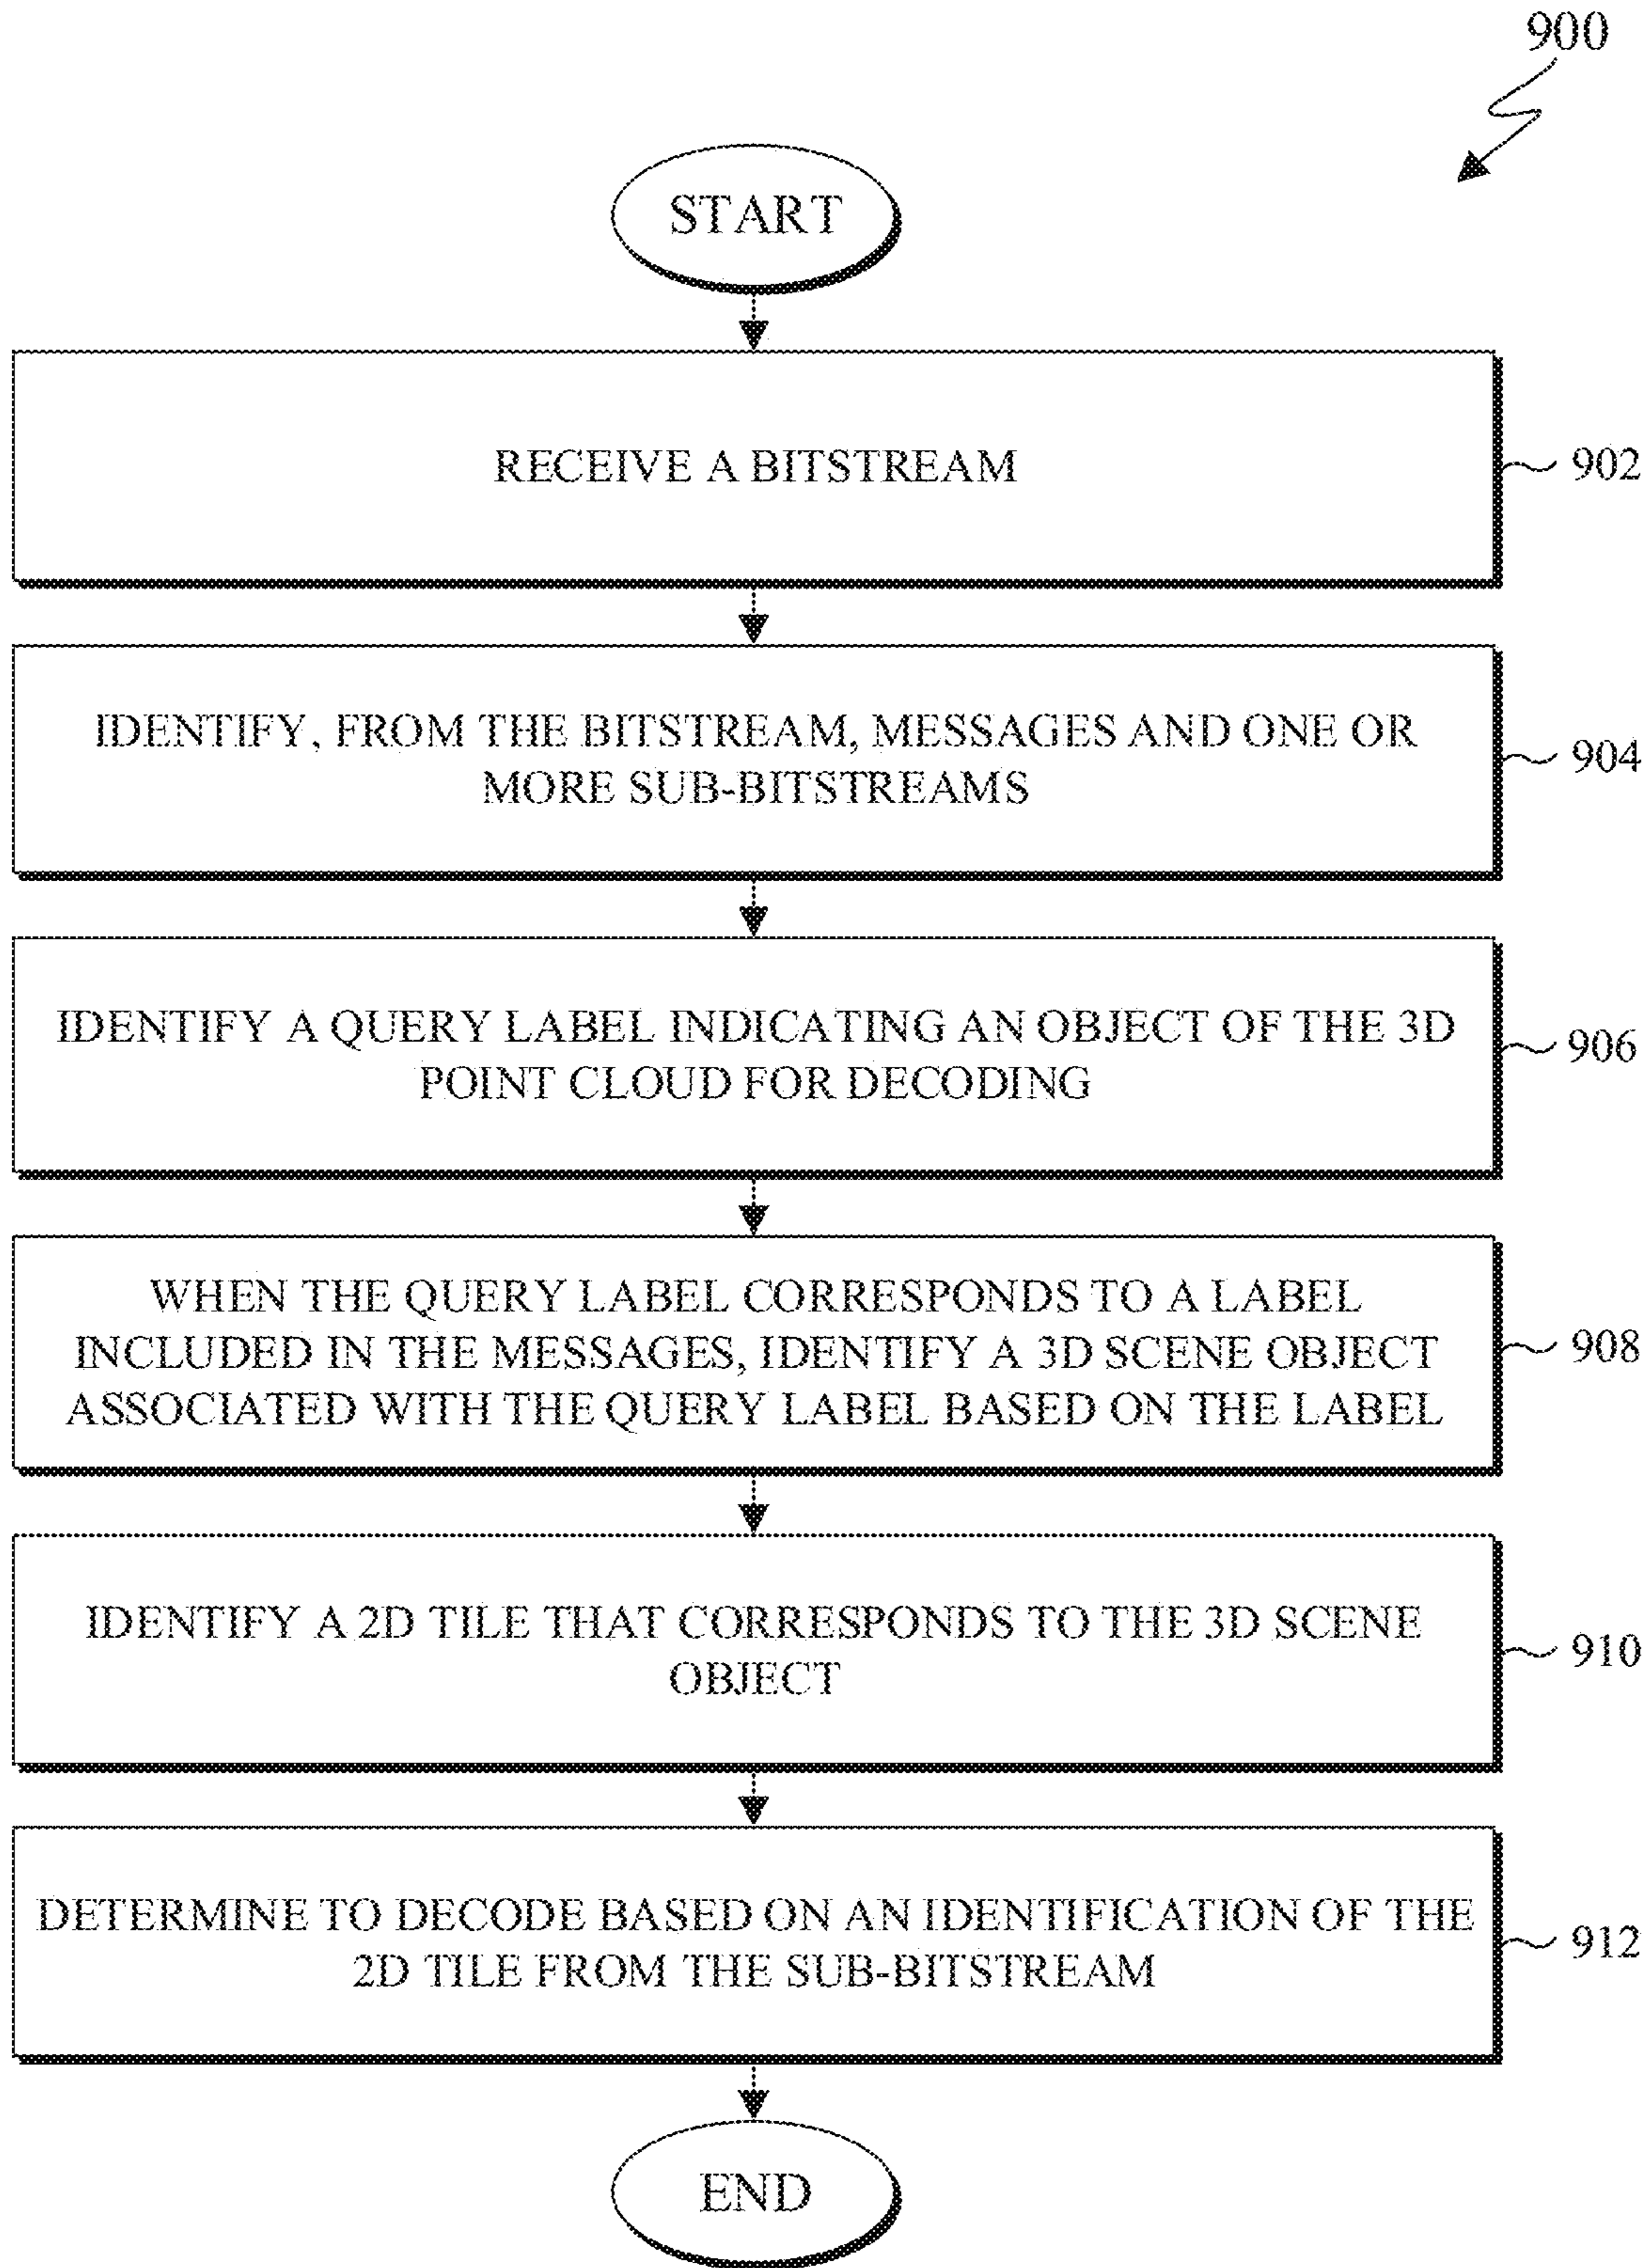 900
START
RECEIVE A BITSTREAM
902
IDENTIFY, FROM THE BITSTREAM, MESSAGES AND ONE OR
MORE SUB-BITSTREAMS
904
IDENTIFY A QUERY LABEL INDICATING AN OBJECT OF THE 3D
POINT CLOUD FOR DECODING
906
WHEN THE QUERY LABEL CORRESPONDS TO A LABEL
INCLUDED IN THE MESSAGES, IDENTIFY A 3D SCENE OBJECT
ASSOCIATED WITH THE QUERY LABEL BASED ON THE LABEL
908
IDENTIFY A 2D TILE THAT CORRESPONDS TO THE 3D SCENE
OBJECT
910
DETERMINE TO DECODE BASED ON AN IDENTIFICATION OF THE
2D TILE FROM THE SUB-BITSTREAM
912
END